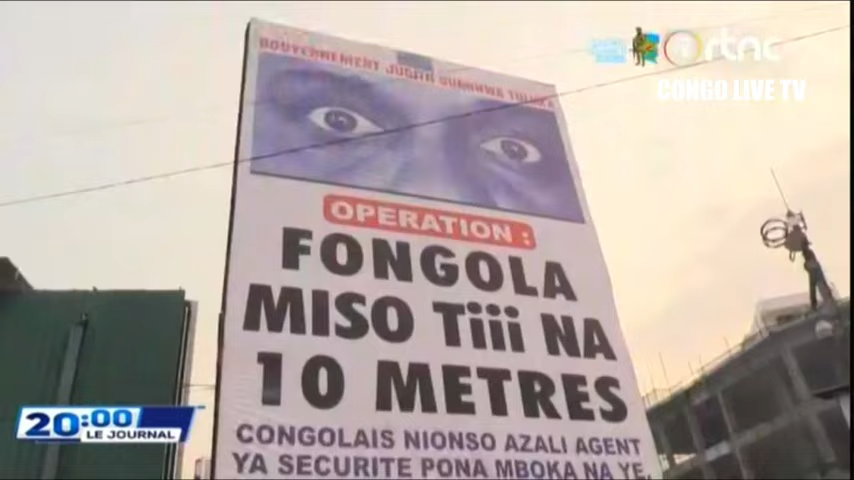 rtnc
CONGO LIVE TV
GOUVERNEMENT JUDITH SUMINWA TULUKA
OPERATION :
FONGOLA
MISO Tiii NA
10 METRES
CONGOLAIS NIONSO AZALI AGENT
YA SECURITE PONA MBOKA NA YE.
20:00
LE JOURNAL